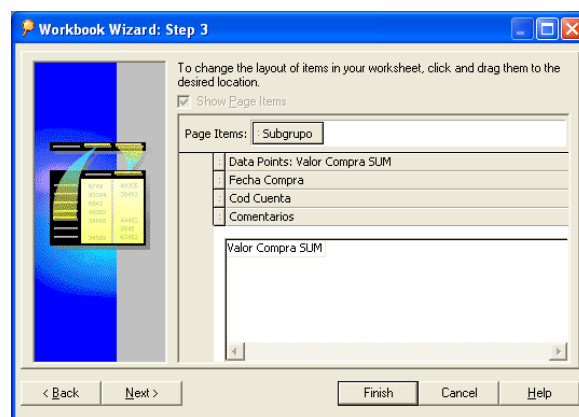 Workbook Wizard: Step 3
To change the layout of items in your worksheet, click and drag them to the
desired location.
Show Page Items
Page Items: Subgrupo
Data Points: Valor Compra SUM
Fecha Compra
Cod Cuenta
Comentarios
Valor Compra SUM
< Back Next > Finish Cancel Help